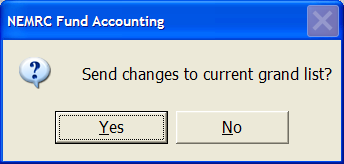 NEMRC Fund Accounting
Send changes to current grand list?
Yes
No